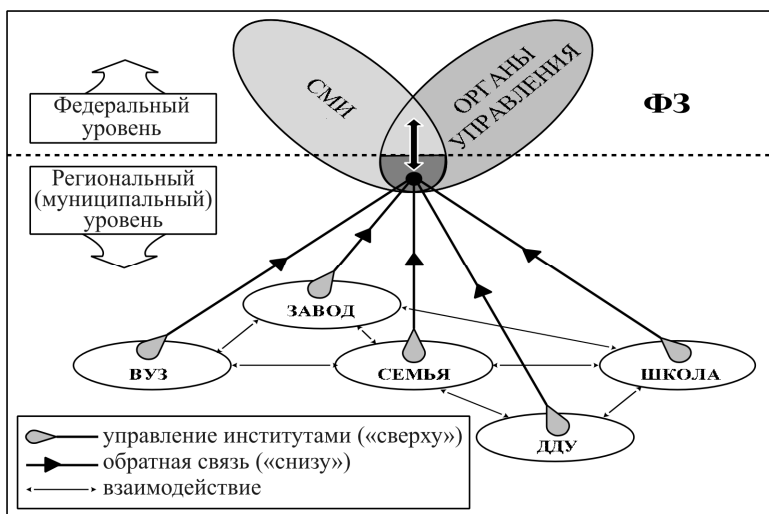 СМИ
ОРГАНЫ
УПРАВЛЕНИЯ
ФЗ
Федеральный
уровень
Региональный
(муниципальный)
уровень
ЗАВОД
ВУЗ
СЕМЬЯ
ШКОЛА
ДДУ
управление институтами («сверху»)
обратная связь («снизу»)
взаимодействие